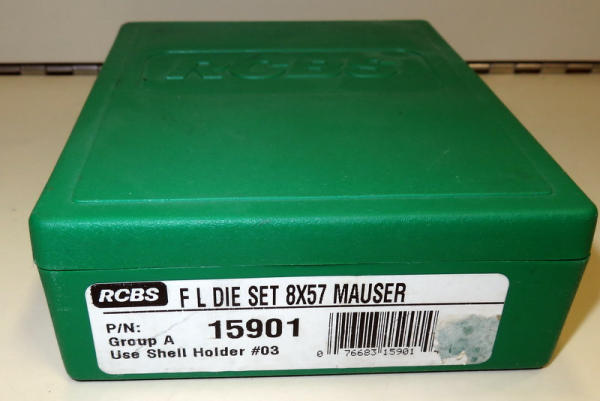 RCBS
RCBS F L DIE SET 8X57 MAUSER
P/N: 15901
Group A
Use Shell Holder #03
0 76683 15901